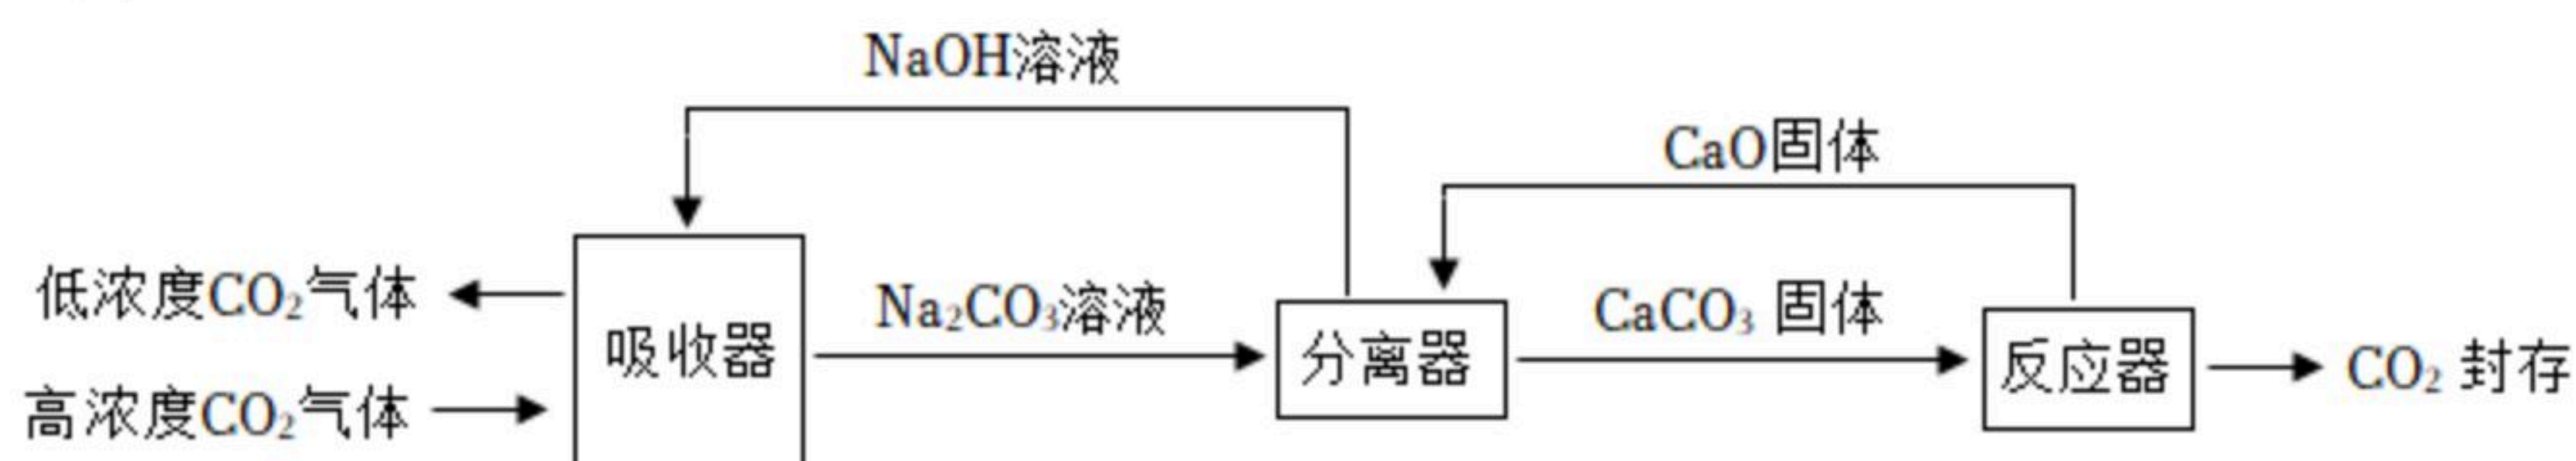 NaOH溶液
CaO固体
低浓度CO₂气体
高浓度CO₂气体
吸收器
Na₂CO₃溶液
分离器
CaCO₃ 固体
反应器
CO₂ 封存